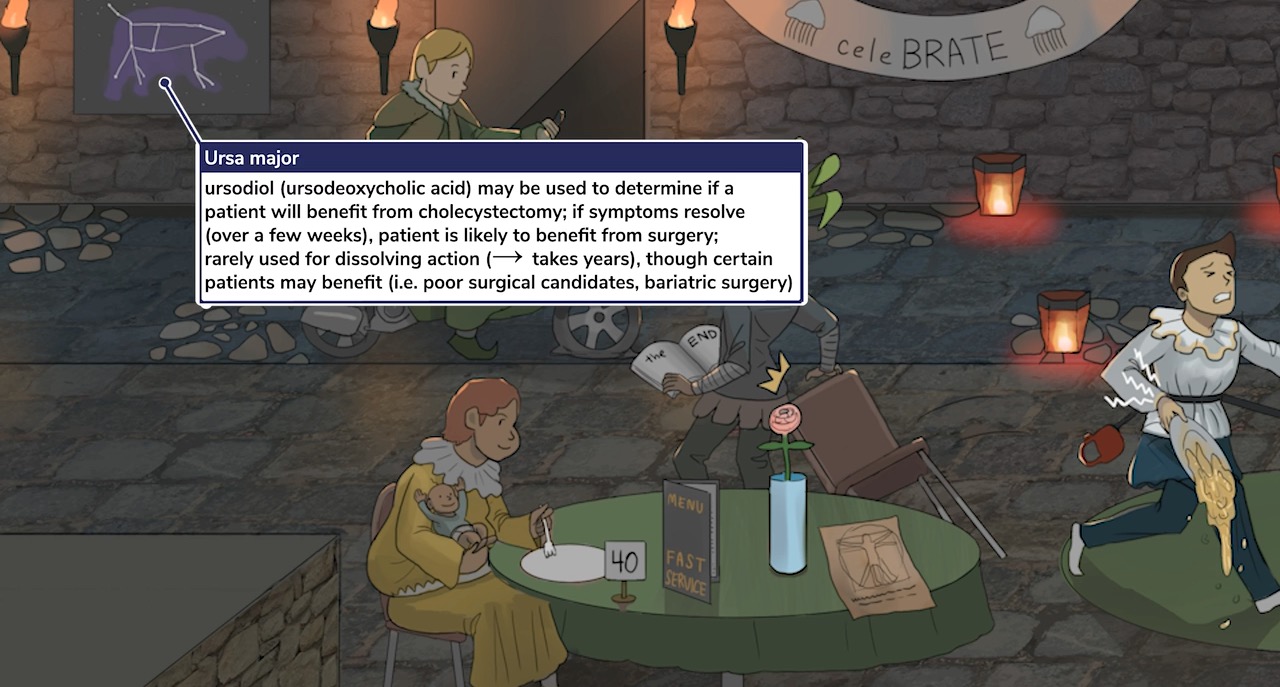 celeBRATE
Ursa major
ursodiol (ursodeoxycholic acid) may be used to determine if a
patient will benefit from cholecystectomy; if symptoms resolve
(over a few weeks), patient is likely to benefit from surgery;
rarely used for dissolving action (⟶ takes years), though certain
patients may benefit (i.e. poor surgical candidates, bariatric surgery)
the END
MENU
FAST
SERVICE
40